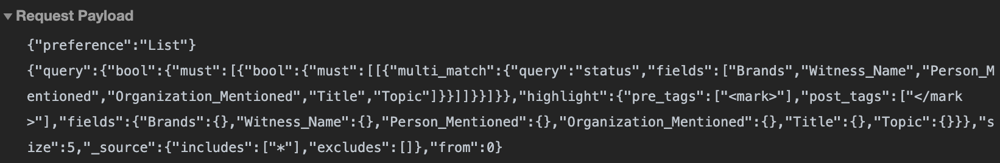 Request Payload
{"preference":"List"}
{"query":{"bool":{"must":[{"bool":{"must":[[{"multi_match":{"query":"status","fields":["Brands","Witness_Name","Person_M
entioned","Organization_Mentioned","Title","Topic"]}}]]}}]}},"highlight":{"pre_tags":["<mark>"],"post_tags":["</mark
>"],"fields":{"Brands":{},"Witness_Name":{},"Person_Mentioned":{},"Organization_Mentioned":{},"Title":{},"Topic":{}}},"s
ize":5,"_source":{"includes":["*"],"excludes":[]},"from":0}